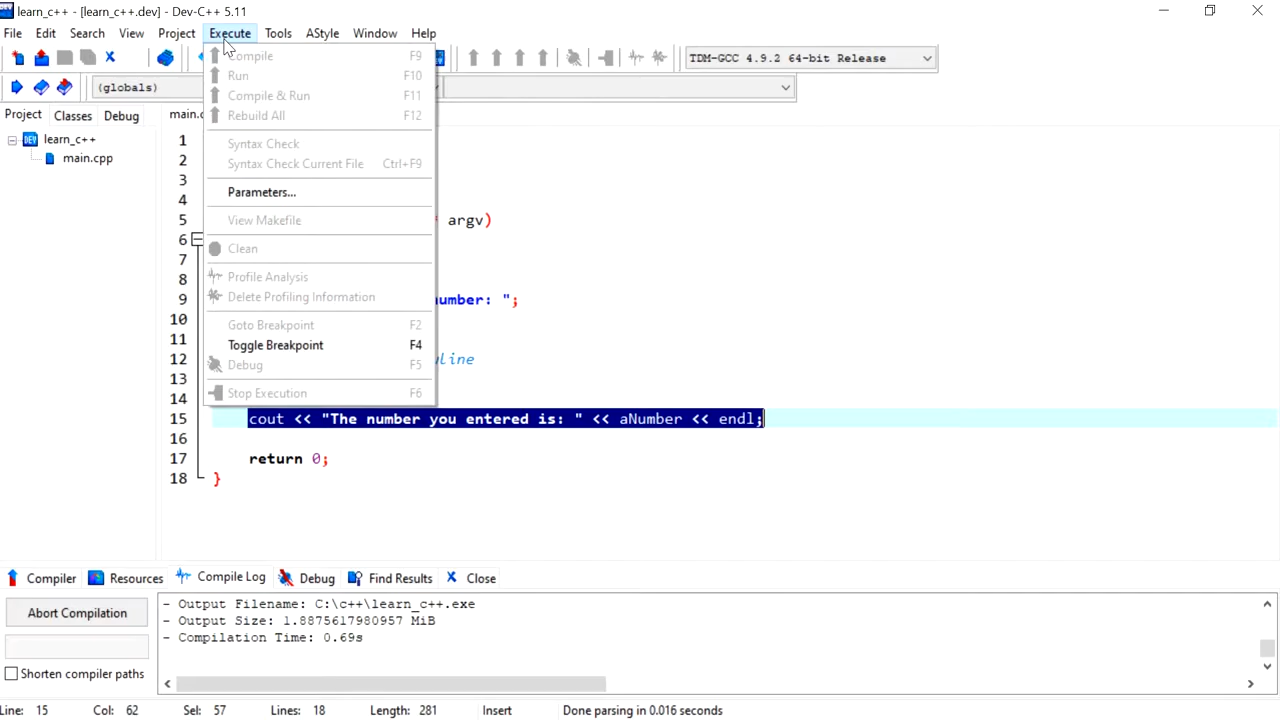 learn_c++ - [learn_c++.dev] - Dev-C++ 5.11
File Edit Search View Project Execute Tools AStyle Window Help
TDM-GCC 4.9.2 64-bit Release
(globals)
Project Classes Debug
learn_c++
main.cpp
main.c
Compile F9
Run F10
Compile & Run F11
Rebuild All F12
Syntax Check
Syntax Check Current File Ctrl+F9
Parameters...
View Makefile
Clean
Profile Analysis
Delete Profiling Information
Goto Breakpoint F2
Toggle Breakpoint F4
Debug F5
Stop Execution F6
1
2
3
4
5 argv)
6
7
8
9 number: ";
10
11
12 line
13
14
15 cout << "The number you entered is: " << aNumber << endl;
16
17 return 0;
18 }
Compiler Resources Compile Log Debug Find Results Close
Abort Compilation
Shorten compiler paths
- Output Filename: C:\c++\learn_c++.exe
- Output Size: 1.8875617980957 MiB
- Compilation Time: 0.69s
Line: 15 Col: 62 Sel: 57 Lines: 18 Length: 281 Insert Done parsing in 0.016 seconds